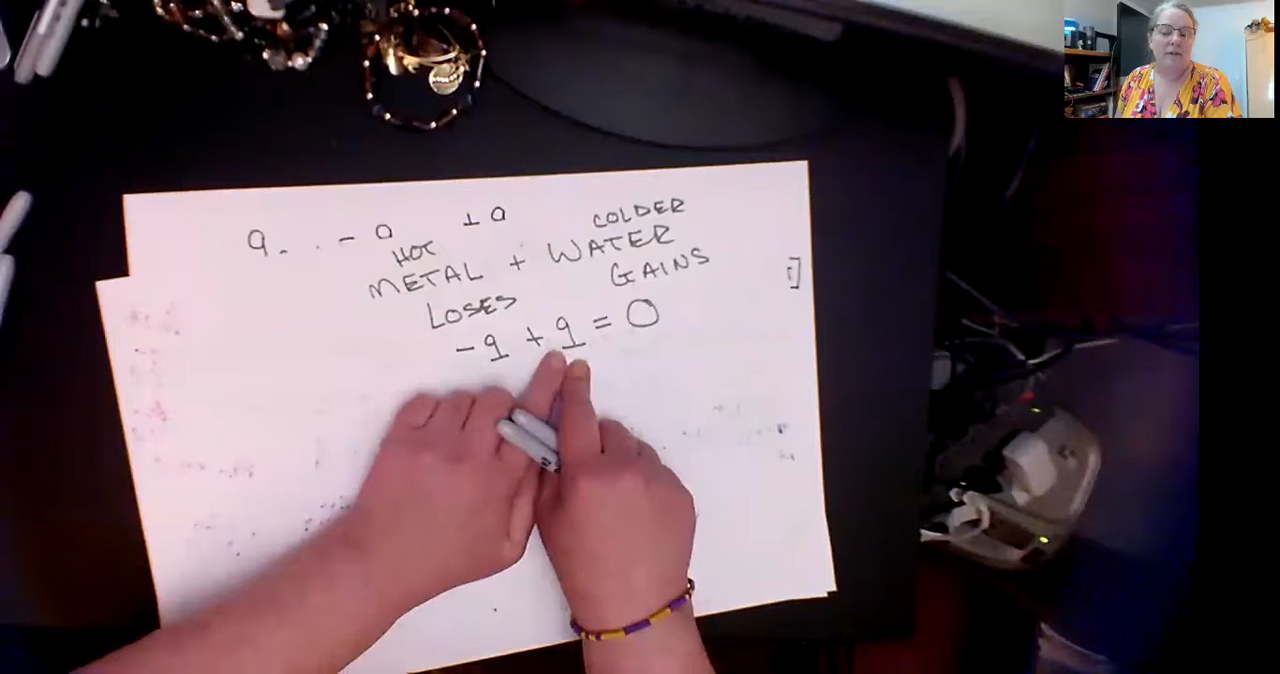 q.. - q + q
HOT COLDER
METAL + WATER
LOSES GAINS
-q + q = 0